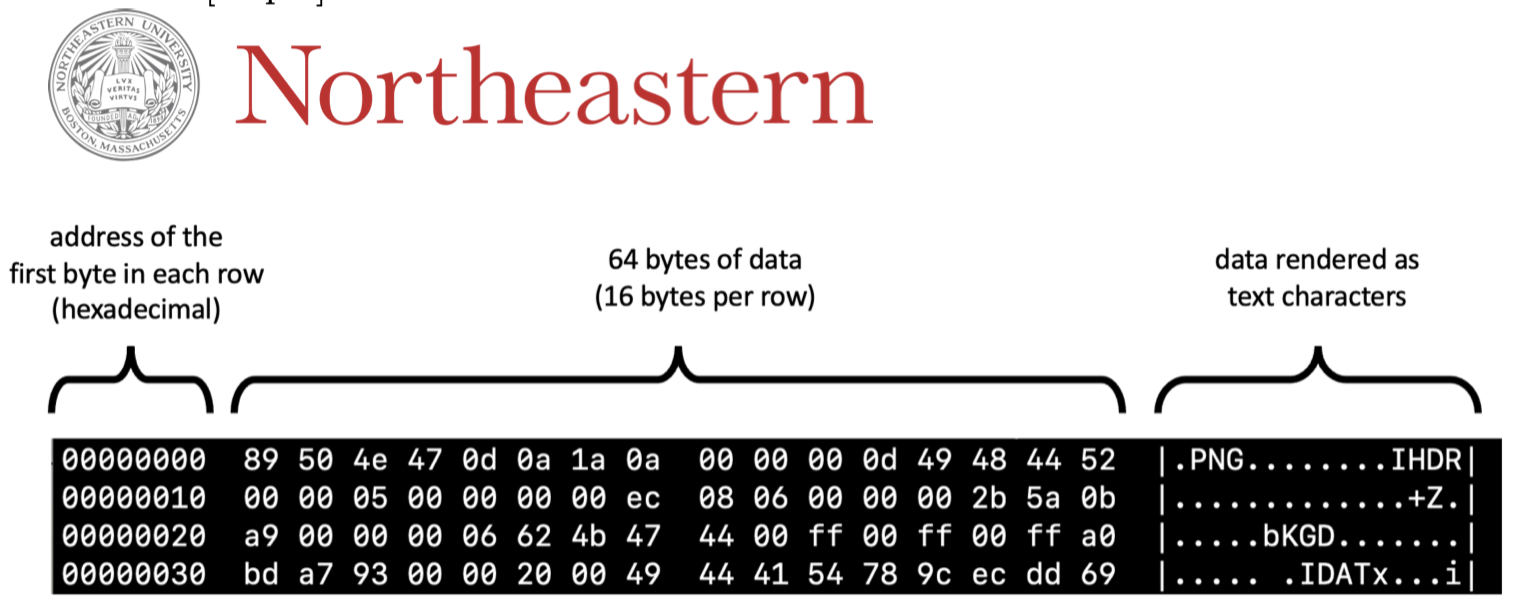 NORTHEASTERN UNIVERSITY
LVX
VERITAS
VIRTVS
BOSTON, MASSACHUSETTS
Northeastern
address of the
first byte in each row
(hexadecimal)
64 bytes of data
(16 bytes per row)
data rendered as
text characters
00000000 89 50 4e 47 0d 0a 1a 0a 00 00 00 0d 49 48 44 52 |.PNG........IHDR|
00000010 00 00 05 00 00 00 00 ec 08 06 00 00 00 2b 5a 0b |.............+Z.|
00000020 a9 00 00 00 06 62 4b 47 44 00 ff 00 ff 00 ff a0 |.....bKGD.......|
00000030 bd a7 93 00 00 20 00 49 44 41 54 78 9c ec dd 69 |..... .IDATx...i|